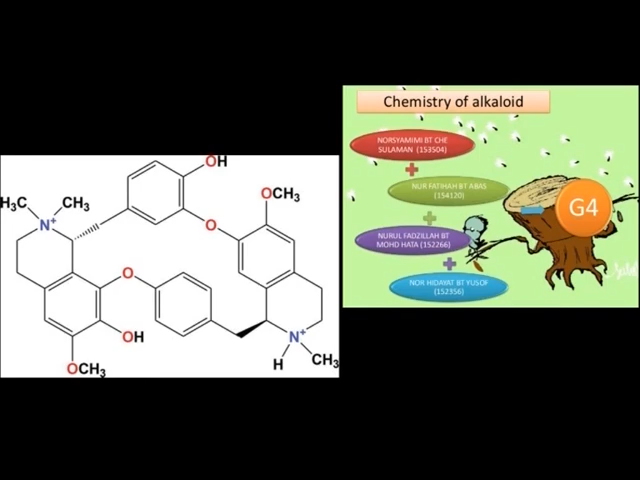 Chemistry of alkaloid
NORSYAMIMI BT CHE
SULAMAN (153504)
NUR FATIHAH BT ABAS
(154120)
G4
NURUL FADZILLAH BT
MOHD HATA (152266)
NOR HIDAYAT BT YUSOF
(152356)
OH
H₃C
CH₃
N⁺
OCH₃
O
O
OH
OCH₃
N⁺
H
CH₃